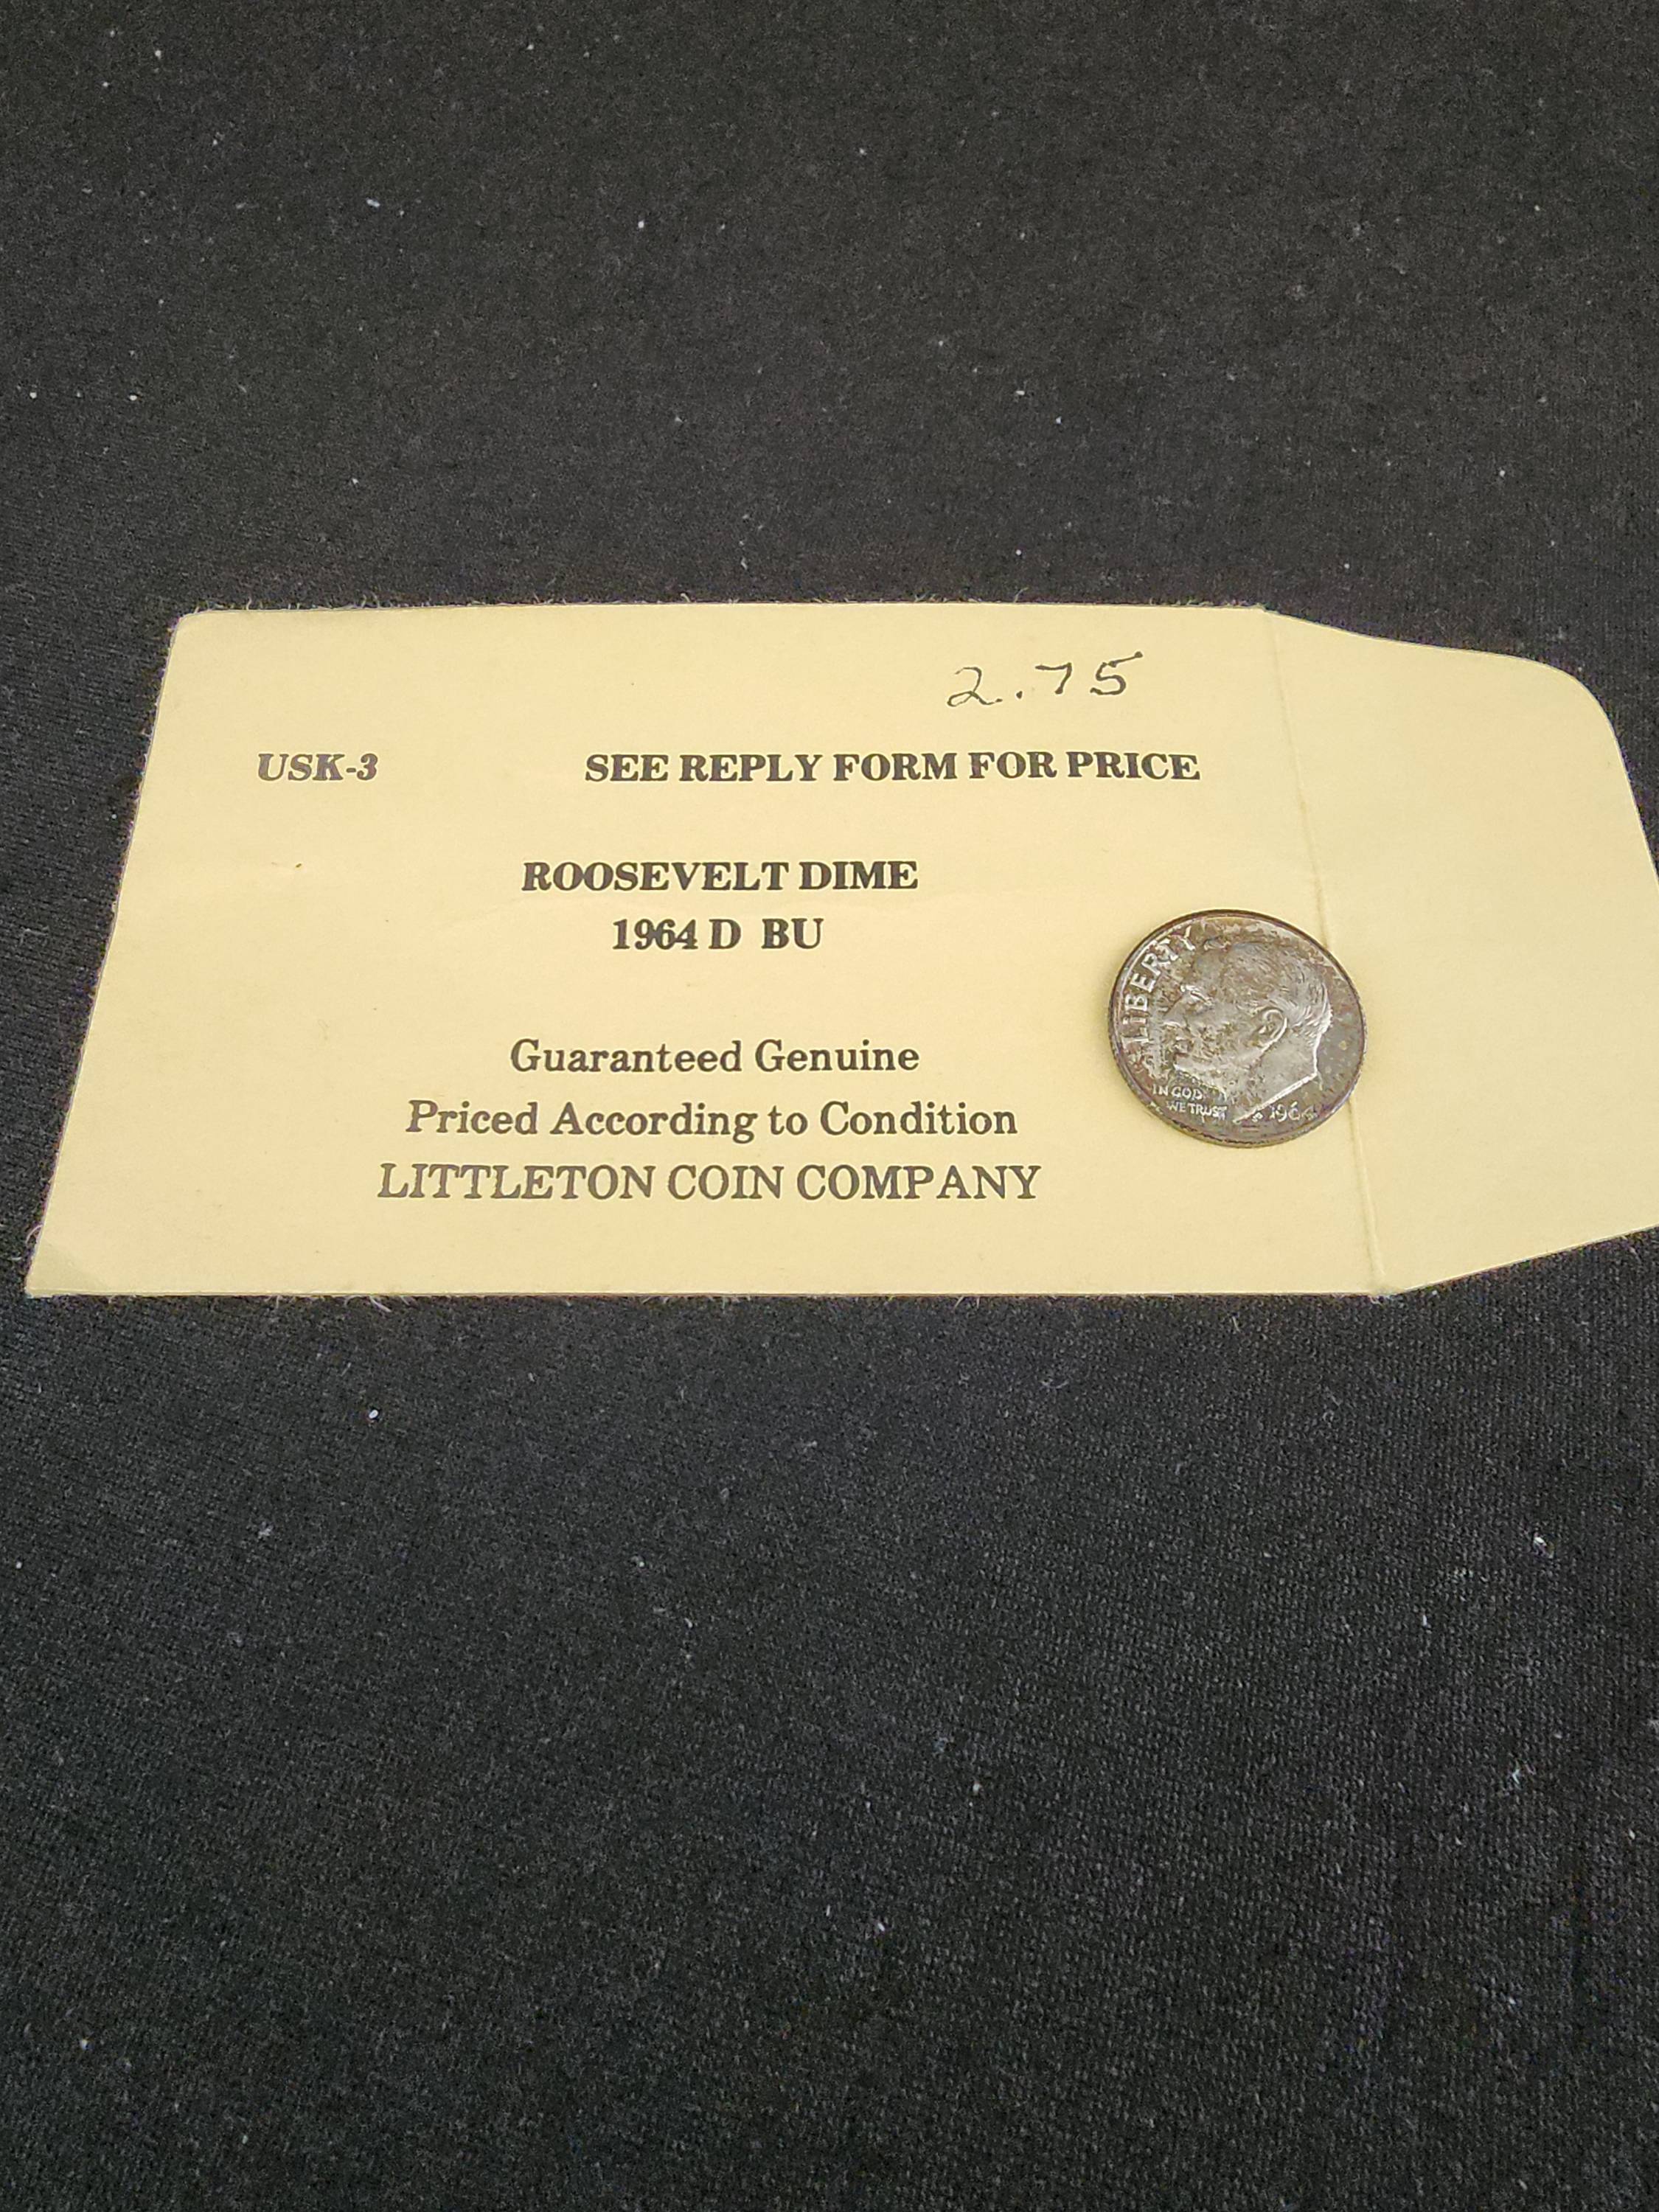 2.75
USK-3 SEE REPLY FORM FOR PRICE
ROOSEVELT DIME
1964 D BU
Guaranteed Genuine
Priced According to Condition
LITTLETON COIN COMPANY
LIBERTY
IN GOD
WE TRUST
1964